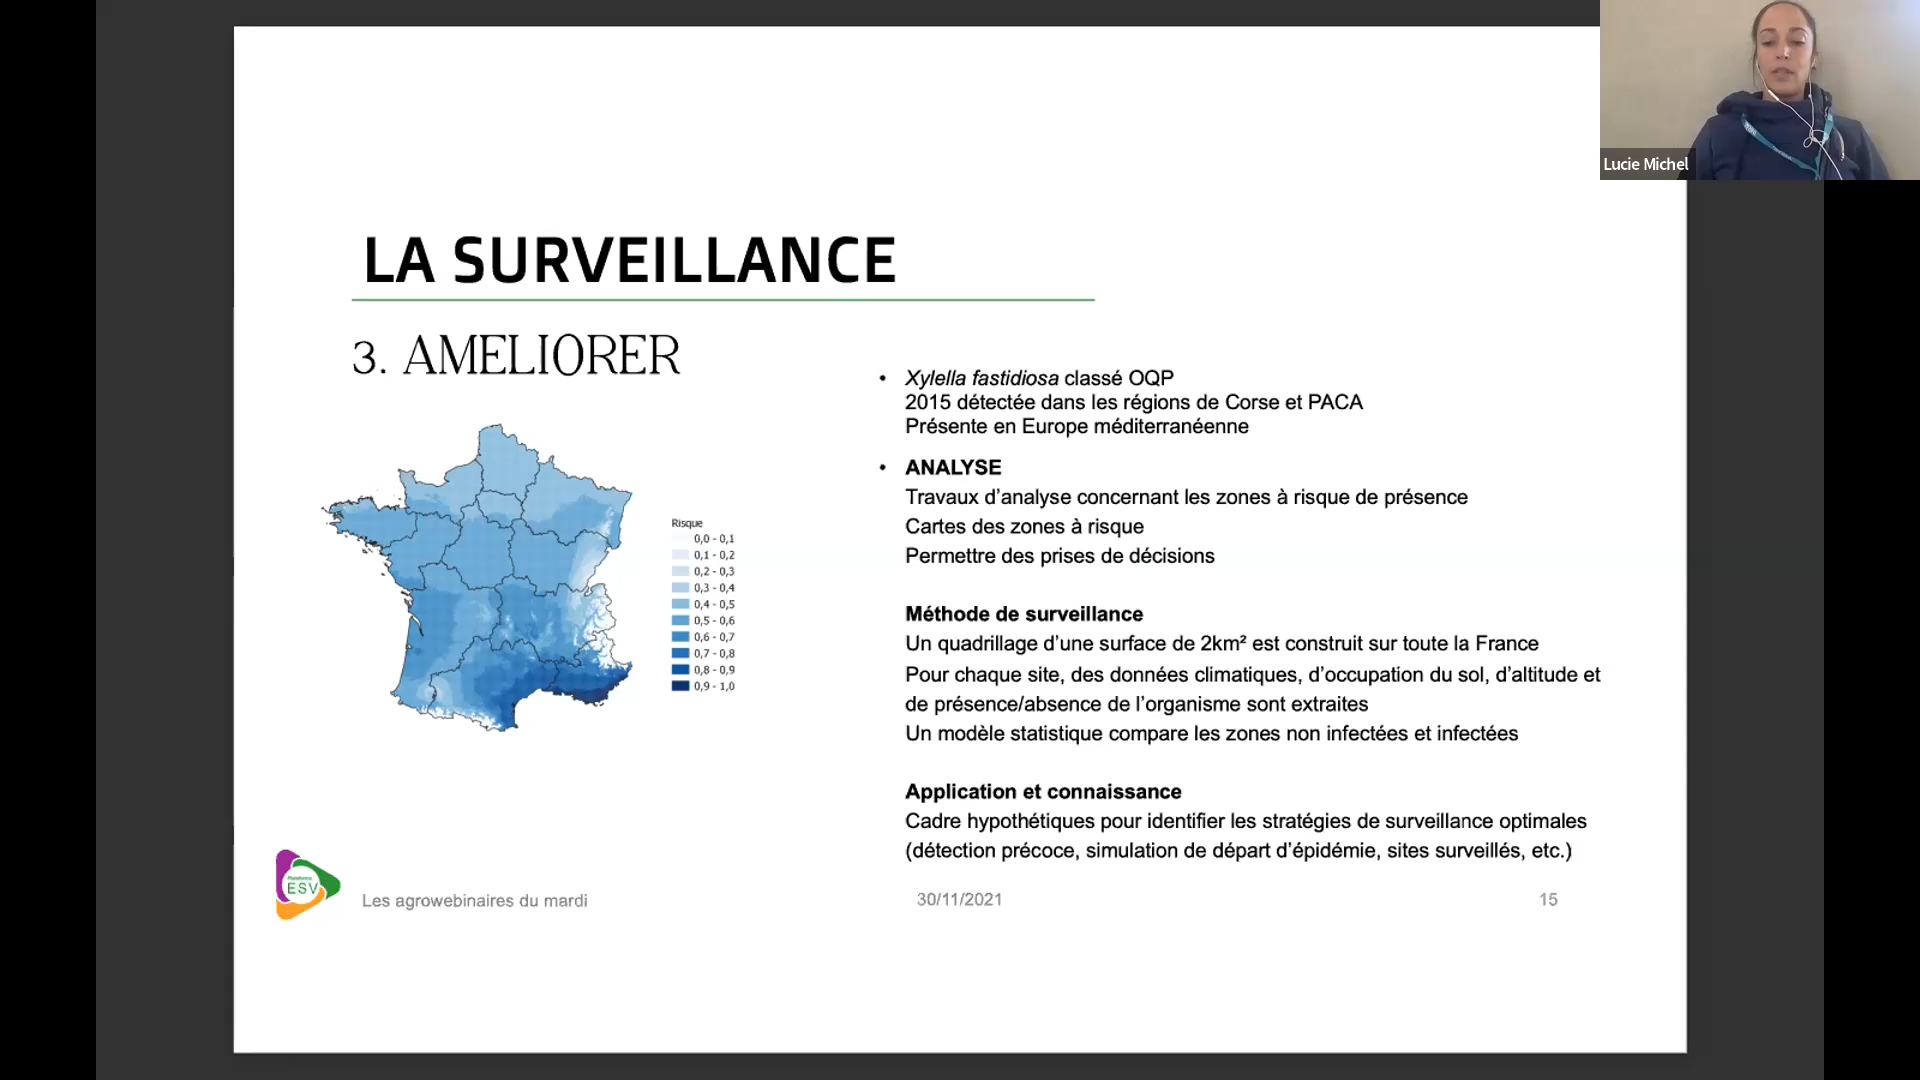 Lucie Michel
LA SURVEILLANCE
3. AMELIORER
Risque
0,0 - 0,1
0,1 - 0,2
0,2 - 0,3
0,3 - 0,4
0,4 - 0,5
0,5 - 0,6
0,6 - 0,7
0,7 - 0,8
0,8 - 0,9
0,9 - 1,0
• Xylella fastidiosa classé OQP
2015 détectée dans les régions de Corse et PACA
Présente en Europe méditerranéenne
• ANALYSE
Travaux d’analyse concernant les zones à risque de présence
Cartes des zones à risque
Permettre des prises de décisions
Méthode de surveillance
Un quadrillage d’une surface de 2km² est construit sur toute la France
Pour chaque site, des données climatiques, d’occupation du sol, d’altitude et
de présence/absence de l’organisme sont extraites
Un modèle statistique compare les zones non infectées et infectées
Application et connaissance
Cadre hypothétiques pour identifier les stratégies de surveillance optimales
(détection précoce, simulation de départ d’épidémie, sites surveillés, etc.)
Plateforme
ESV
Les agrowebinaires du mardi
30/11/2021
15